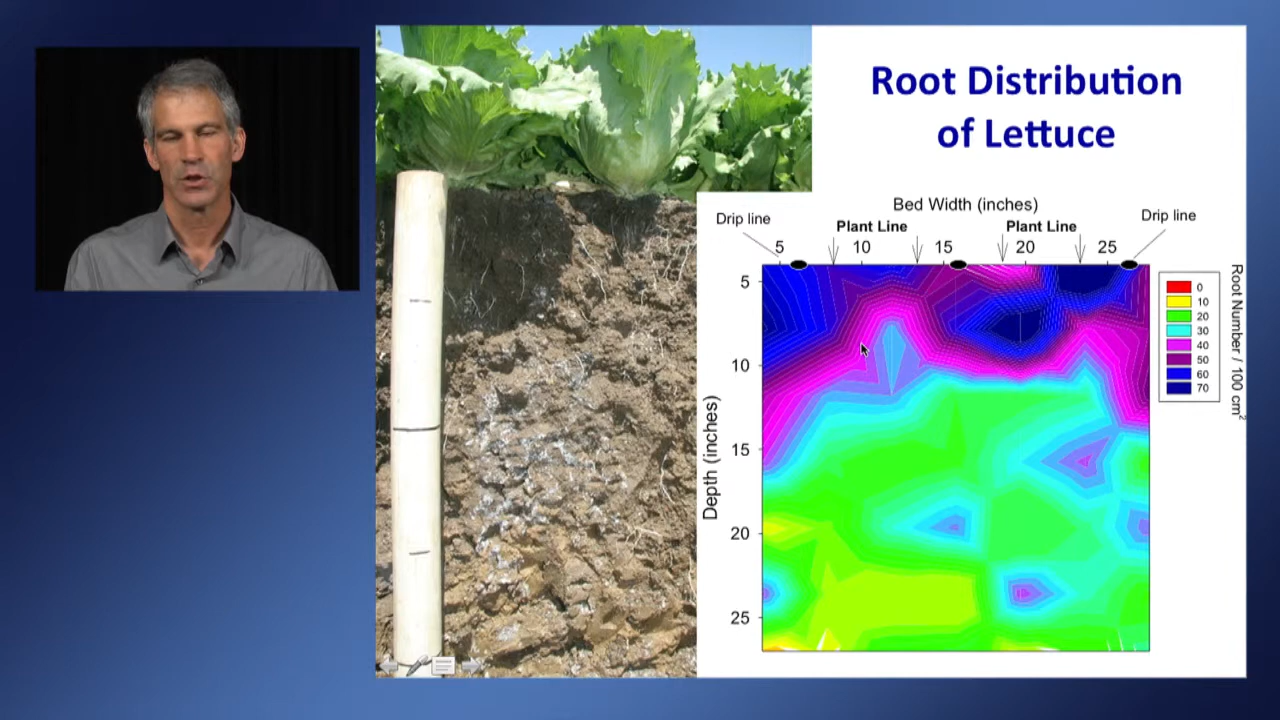 Root Distribution
of Lettuce
Bed Width (inches)
Drip line
Plant Line
Plant Line
Drip line
5 10 15 20 25
Depth (inches)
5
10
15
20
25
0
10
20
30
40
50
60
70
Root Number / 100 cm²